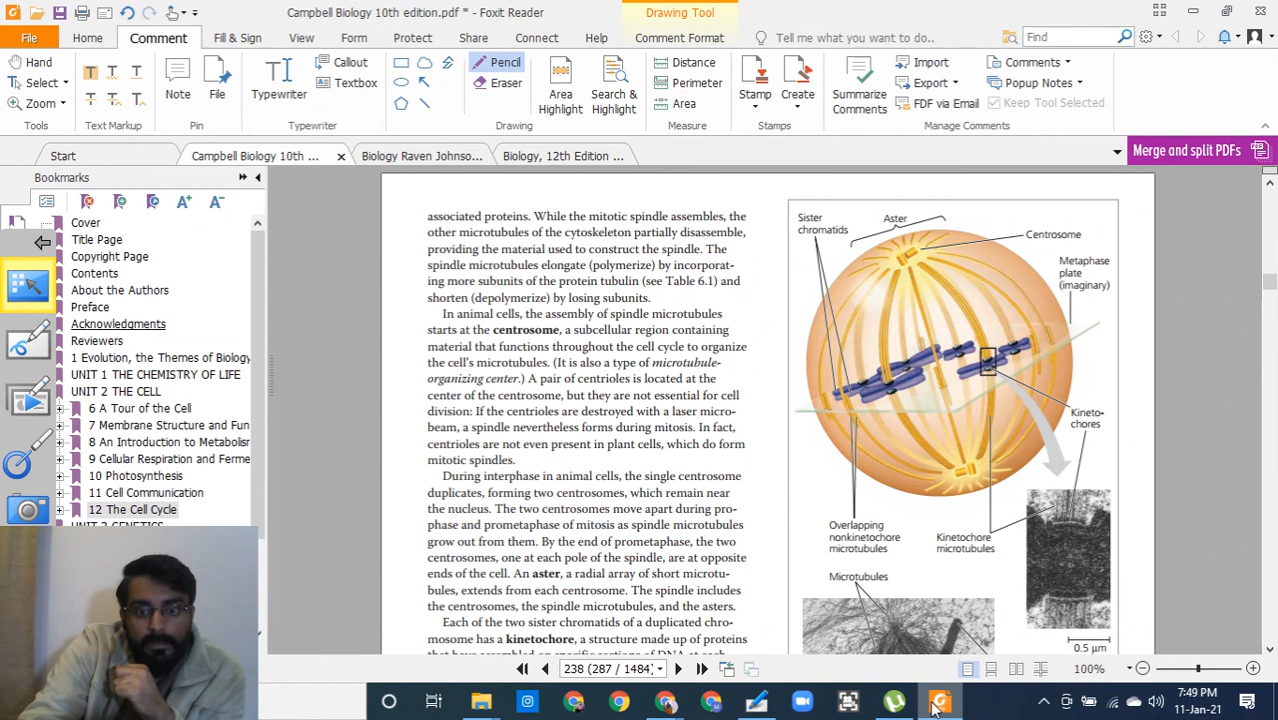 Campbell Biology 10th edition.pdf * - Foxit Reader
Drawing Tool
File
Home
Comment
Fill & Sign
View
Form
Protect
Share
Connect
Help
Comment Format
Tell me what you want to do..
Find
Hand
Select
Zoom
Tools
Text Markup
Note
File
Pin
Typewriter
Callout
Textbox
Typewriter
Pencil
Eraser
Drawing
Area
Highlight
Search &
Highlight
Distance
Perimeter
Area
Measure
Stamp
Create
Stamps
Summarize
Comments
Import
Export
FDF via Email
Comments
Popup Notes
Keep Tool Selected
Manage Comments
Start
Campbell Biology 10th ...
Biology Raven Johnso...
Biology, 12th Edition ...
Merge and split PDFs
Bookmarks
Cover
Title Page
Copyright Page
Contents
About the Authors
Preface
Acknowledgments
Reviewers
1 Evolution, the Themes of Biology
UNIT 1 THE CHEMISTRY OF LIFE
UNIT 2 THE CELL
6 A Tour of the Cell
7 Membrane Structure and Fun
8 An Introduction to Metabolisr
9 Cellular Respiration and Ferme
10 Photosynthesis
11 Cell Communication
12 The Cell Cycle
associated proteins. While the mitotic spindle assembles, the
other microtubules of the cytoskeleton partially disassemble,
providing the material used to construct the spindle. The
spindle microtubules elongate (polymerize) by incorporat-
ing more subunits of the protein tubulin (see Table 6.1) and
shorten (depolymerize) by losing subunits.
In animal cells, the assembly of spindle microtubules
starts at the centrosome, a subcellular region containing
material that functions throughout the cell cycle to organize
the cell's microtubules. (It is also a type of microtubule-
organizing center.) A pair of centrioles is located at the
center of the centrosome, but they are not essential for cell
division: If the centrioles are destroyed with a laser micro-
beam, a spindle nevertheless forms during mitosis. In fact,
centrioles are not even present in plant cells, which do form
mitotic spindles.
During interphase in animal cells, the single centrosome
duplicates, forming two centrosomes, which remain near
the nucleus. The two centrosomes move apart during pro-
phase and prometaphase of mitosis as spindle microtubules
grow out from them. By the end of prometaphase, the two
centrosomes, one at each pole of the spindle, are at opposite
ends of the cell. An aster, a radial array of short microtu-
bules, extends from each centrosome. The spindle includes
the centrosomes, the spindle microtubules, and the asters.
Each of the two sister chromatids of a duplicated chro-
mosome has a kinetochore, a structure made up of proteins
Sister
chromatids
Aster
Centrosome
Metaphase
plate
(imaginary)
Kineto-
chores
Overlapping
nonkinetochore
microtubules
Kinetochore
microtubules
Microtubules
0.5 µm
238 (287 / 1484)
100%
7:49 PM
11-Jan-21